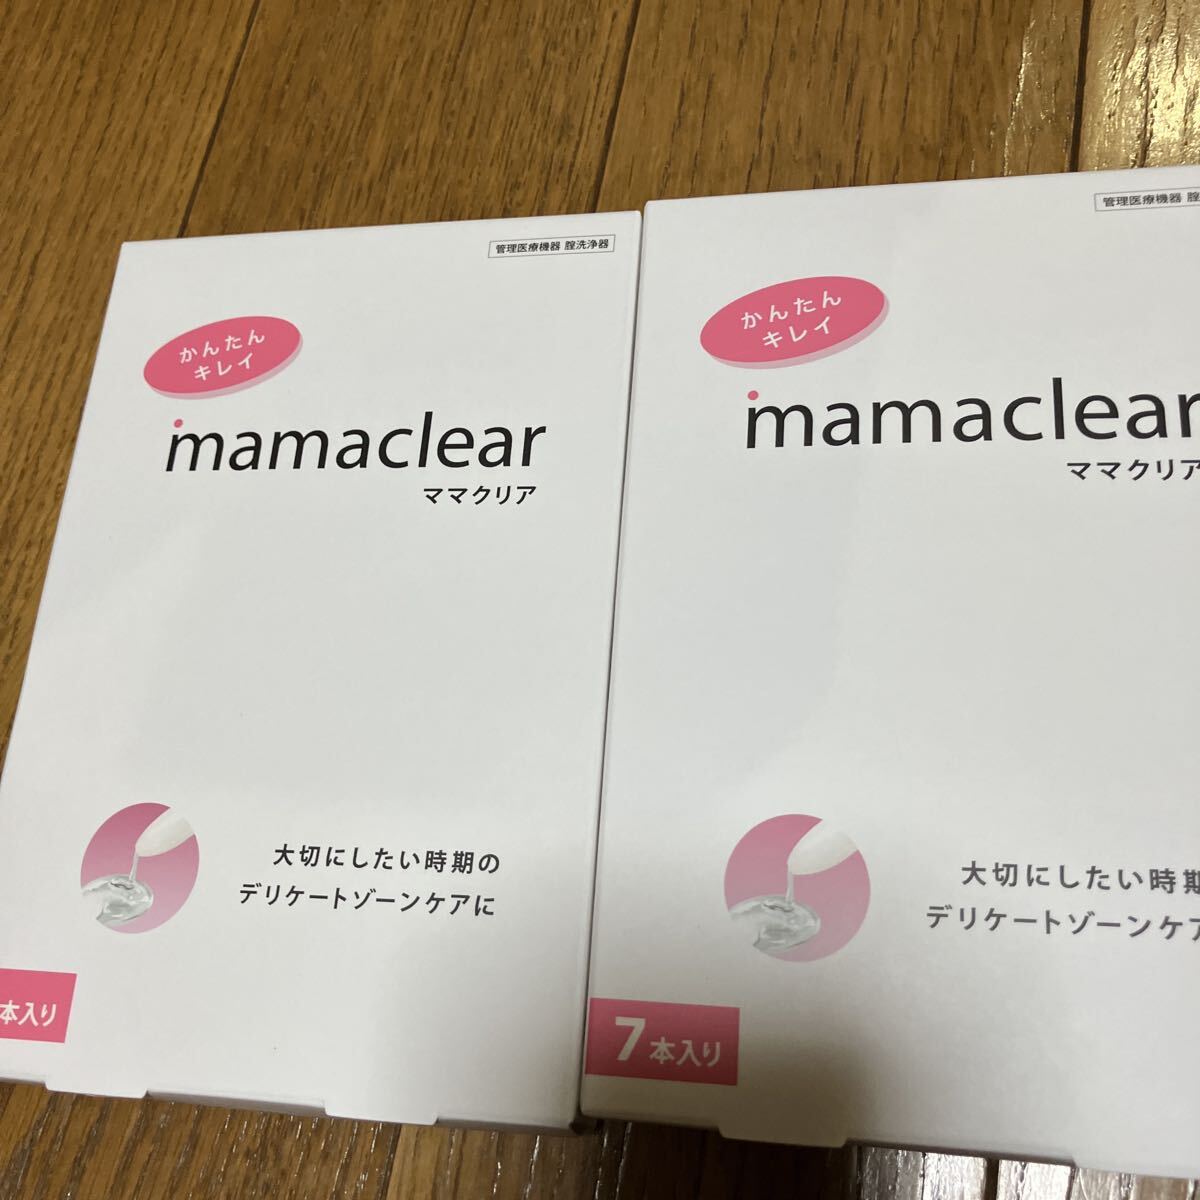 管理医療機器 腟洗浄器
かんたん
キレイ
mamaclear
ママクリア
大切にしたい時期の
デリケートゾーンケアに
本入り
管理医療機器 腟
かんたん
キレイ
mamaclear
ママクリア
大切にしたい時期
デリケートゾーンケア
7本入り